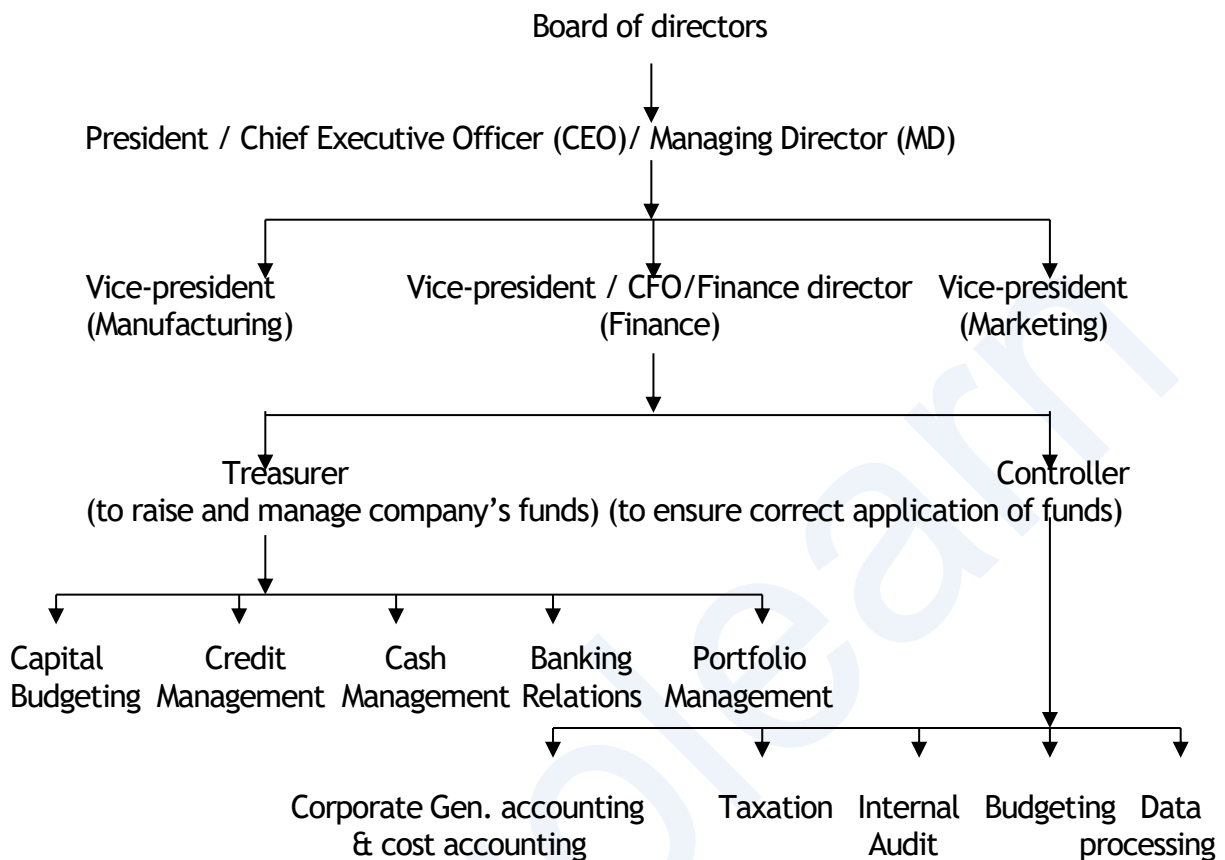 Board of directors
President / Chief Executive Officer (CEO)/ Managing Director (MD)
Vice-president
(Manufacturing)
Vice-president / CFO/Finance director
(Finance)
Vice-president
(Marketing)
Treasurer
(to raise and manage company’s funds)
Controller
(to ensure correct application of funds)
Capital
Budgeting
Credit
Management
Cash
Management
Banking
Relations
Portfolio
Management
Corporate Gen. accounting
& cost accounting
Taxation
Internal
Audit
Budgeting
Data
processing